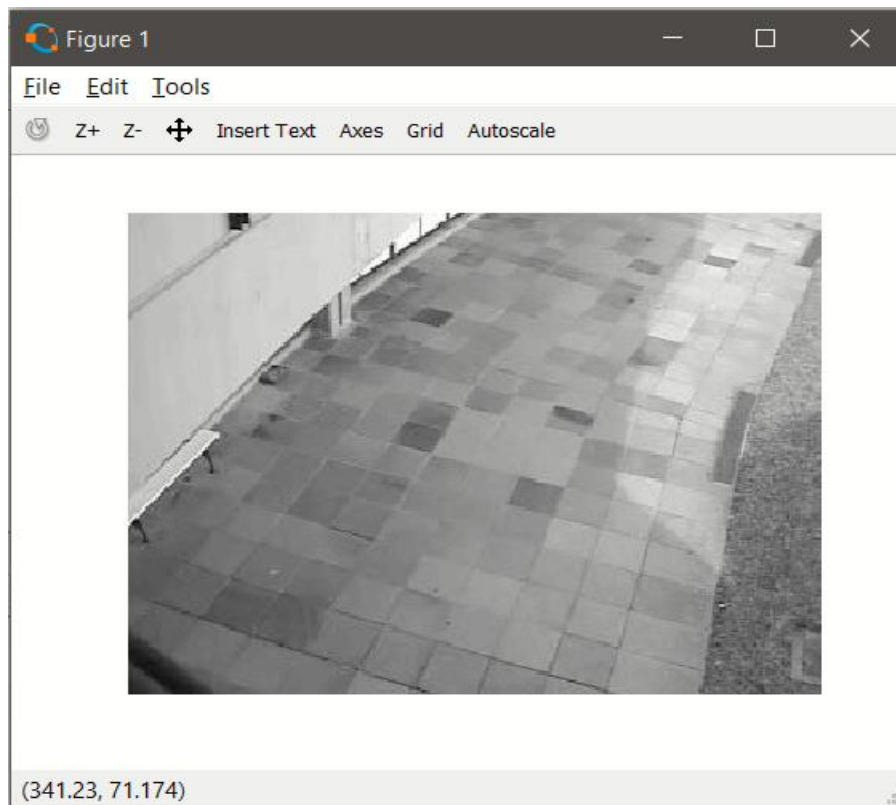 Figure 1
File Edit Tools
Z+ Z- Insert Text Axes Grid Autoscale
(341.23, 71.174)